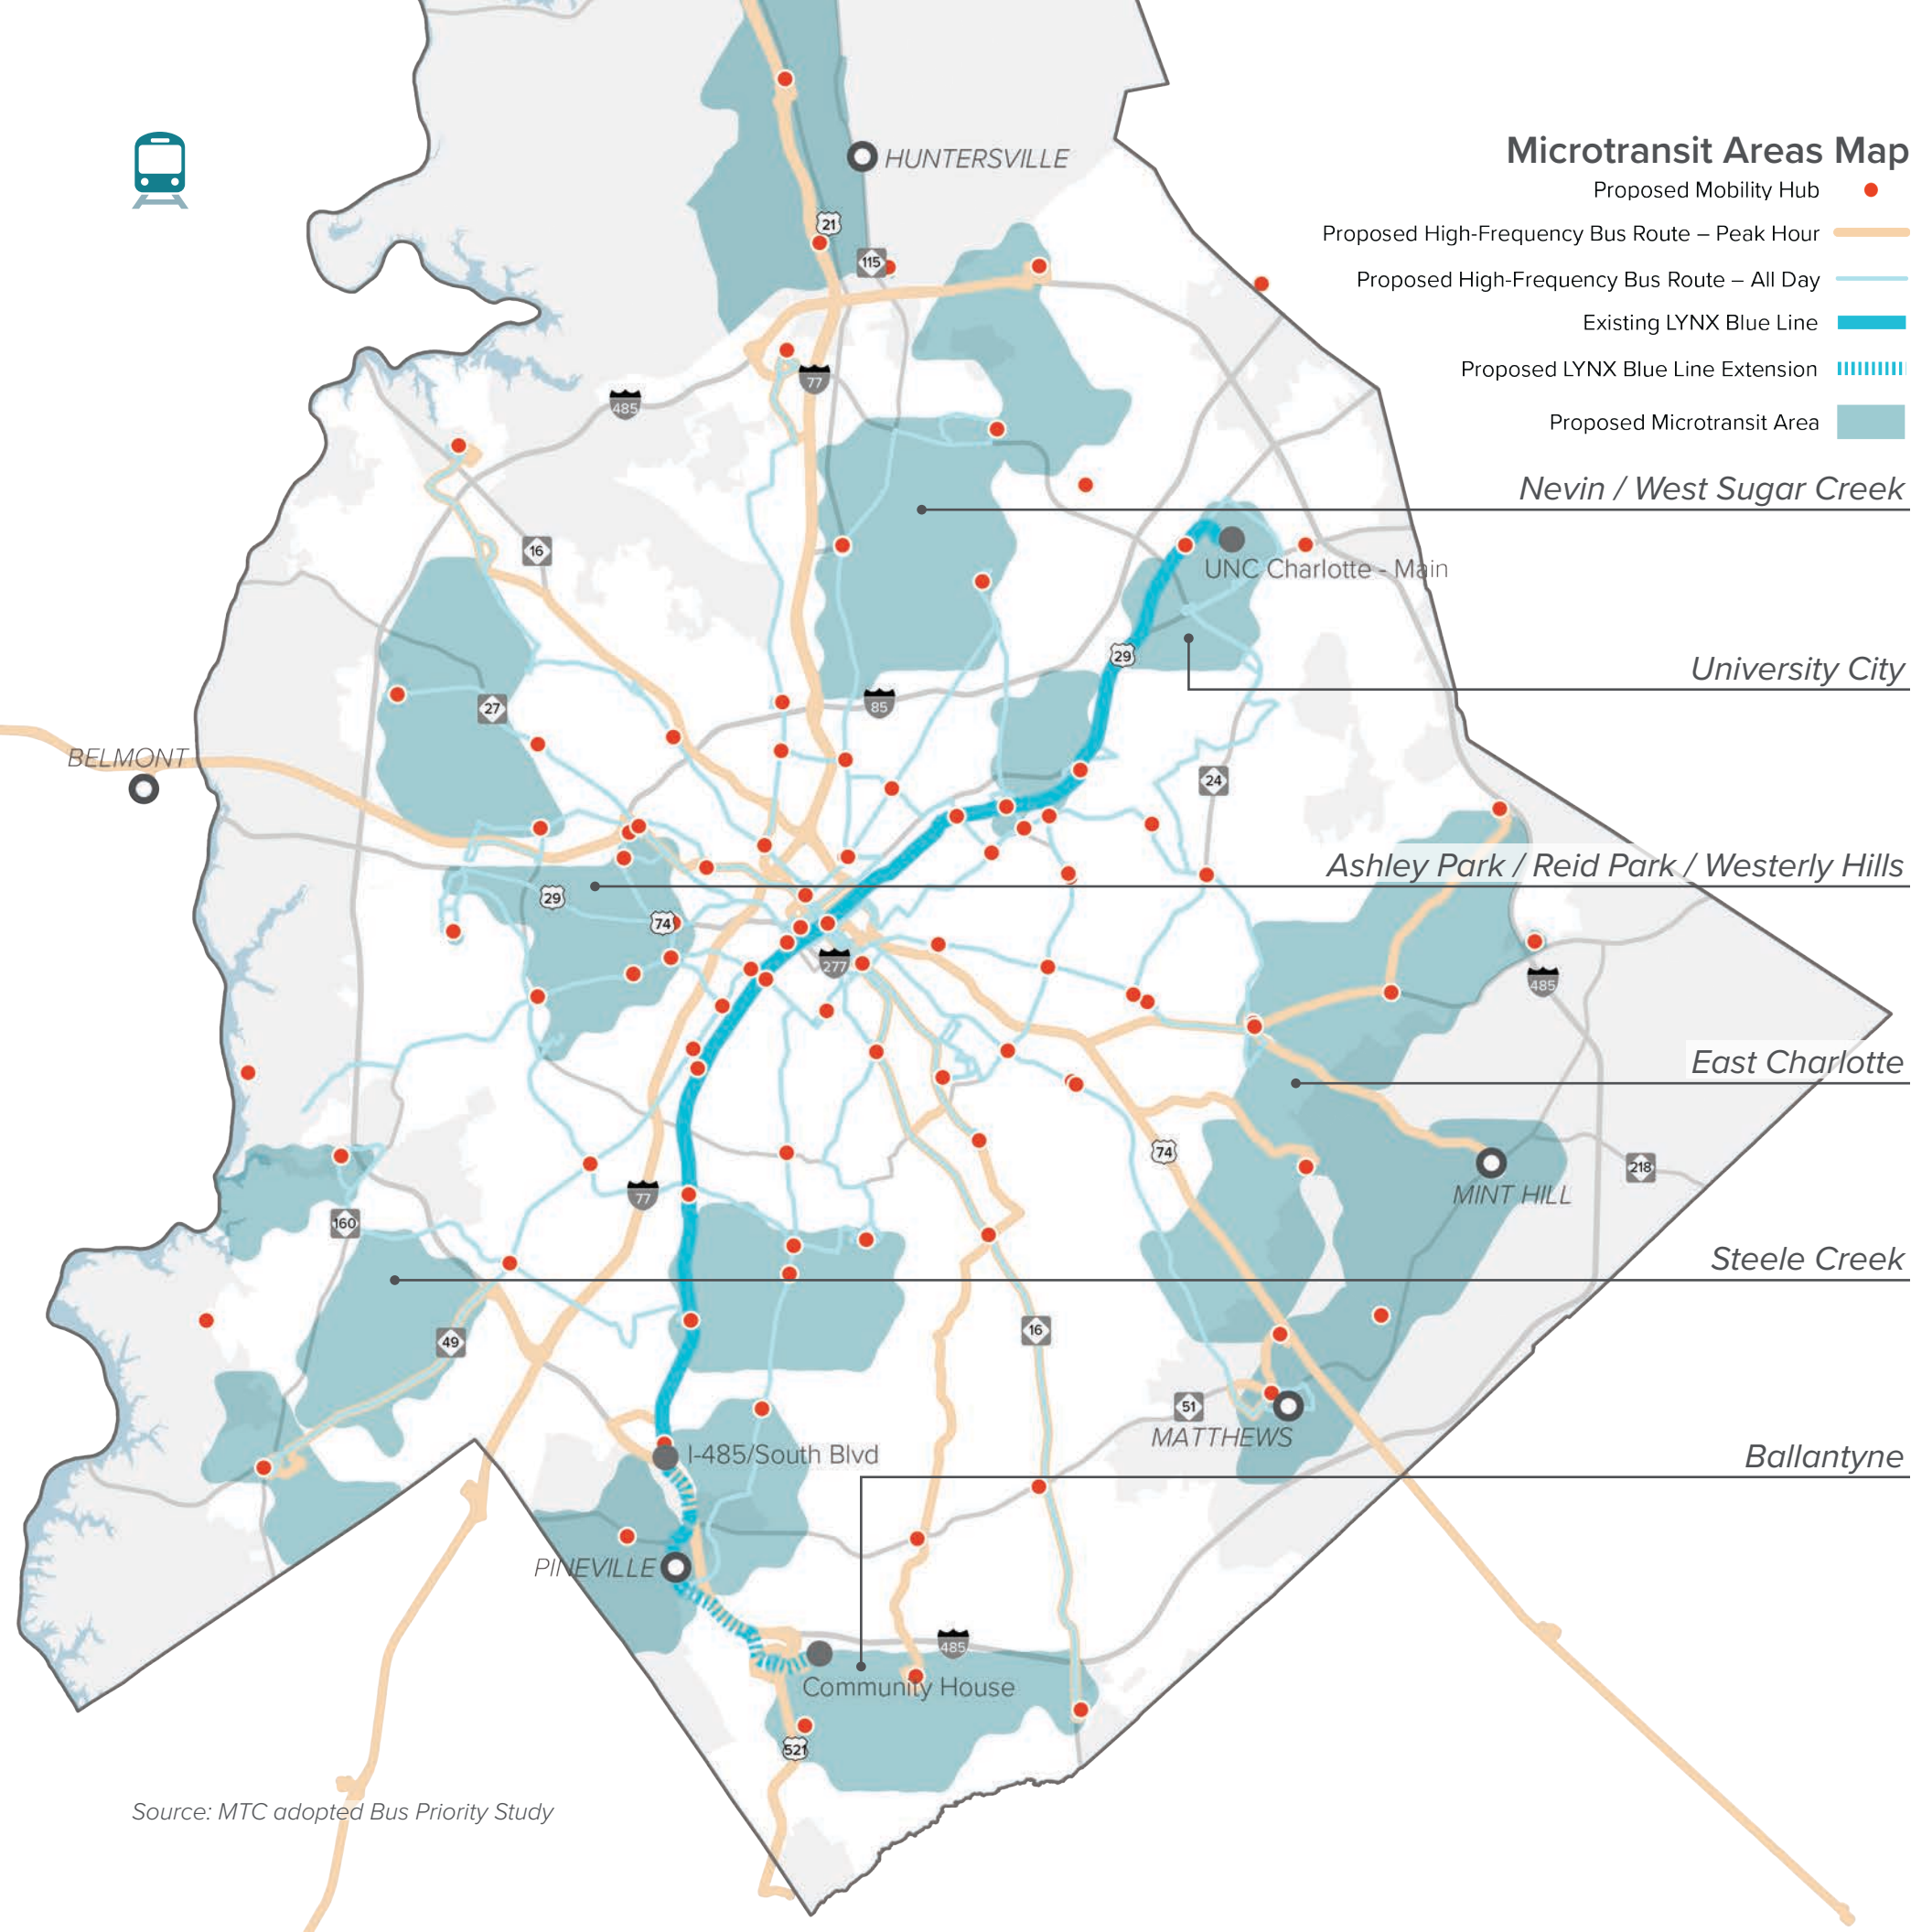 HUNTERSVILLE
Microtransit Areas Map
Proposed Mobility Hub
Proposed High-Frequency Bus Route – Peak Hour
Proposed High-Frequency Bus Route – All Day
Existing LYNX Blue Line
Proposed LYNX Blue Line Extension
Proposed Microtransit Area
21
115
77
485
Nevin / West Sugar Creek
16
UNC Charlotte - Main
29
University City
27
85
BELMONT
24
Ashley Park / Reid Park / Westerly Hills
29
74
277
485
East Charlotte
74
218
77
MINT HILL
160
Steele Creek
16
49
51
MATTHEWS
I-485/South Blvd
Ballantyne
PINEVILLE
485
Community House
521
Source: MTC adopted Bus Priority Study